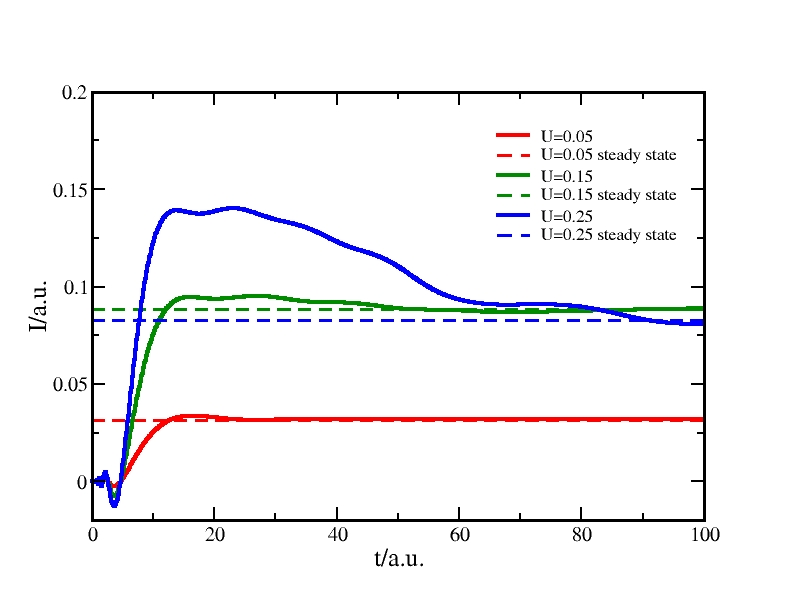 0.2
0.15
0.1
0.05
0
I/a.u.
U=0.05
U=0.05 steady state
U=0.15
U=0.15 steady state
U=0.25
U=0.25 steady state
0 20 40 60 80 100
t/a.u.